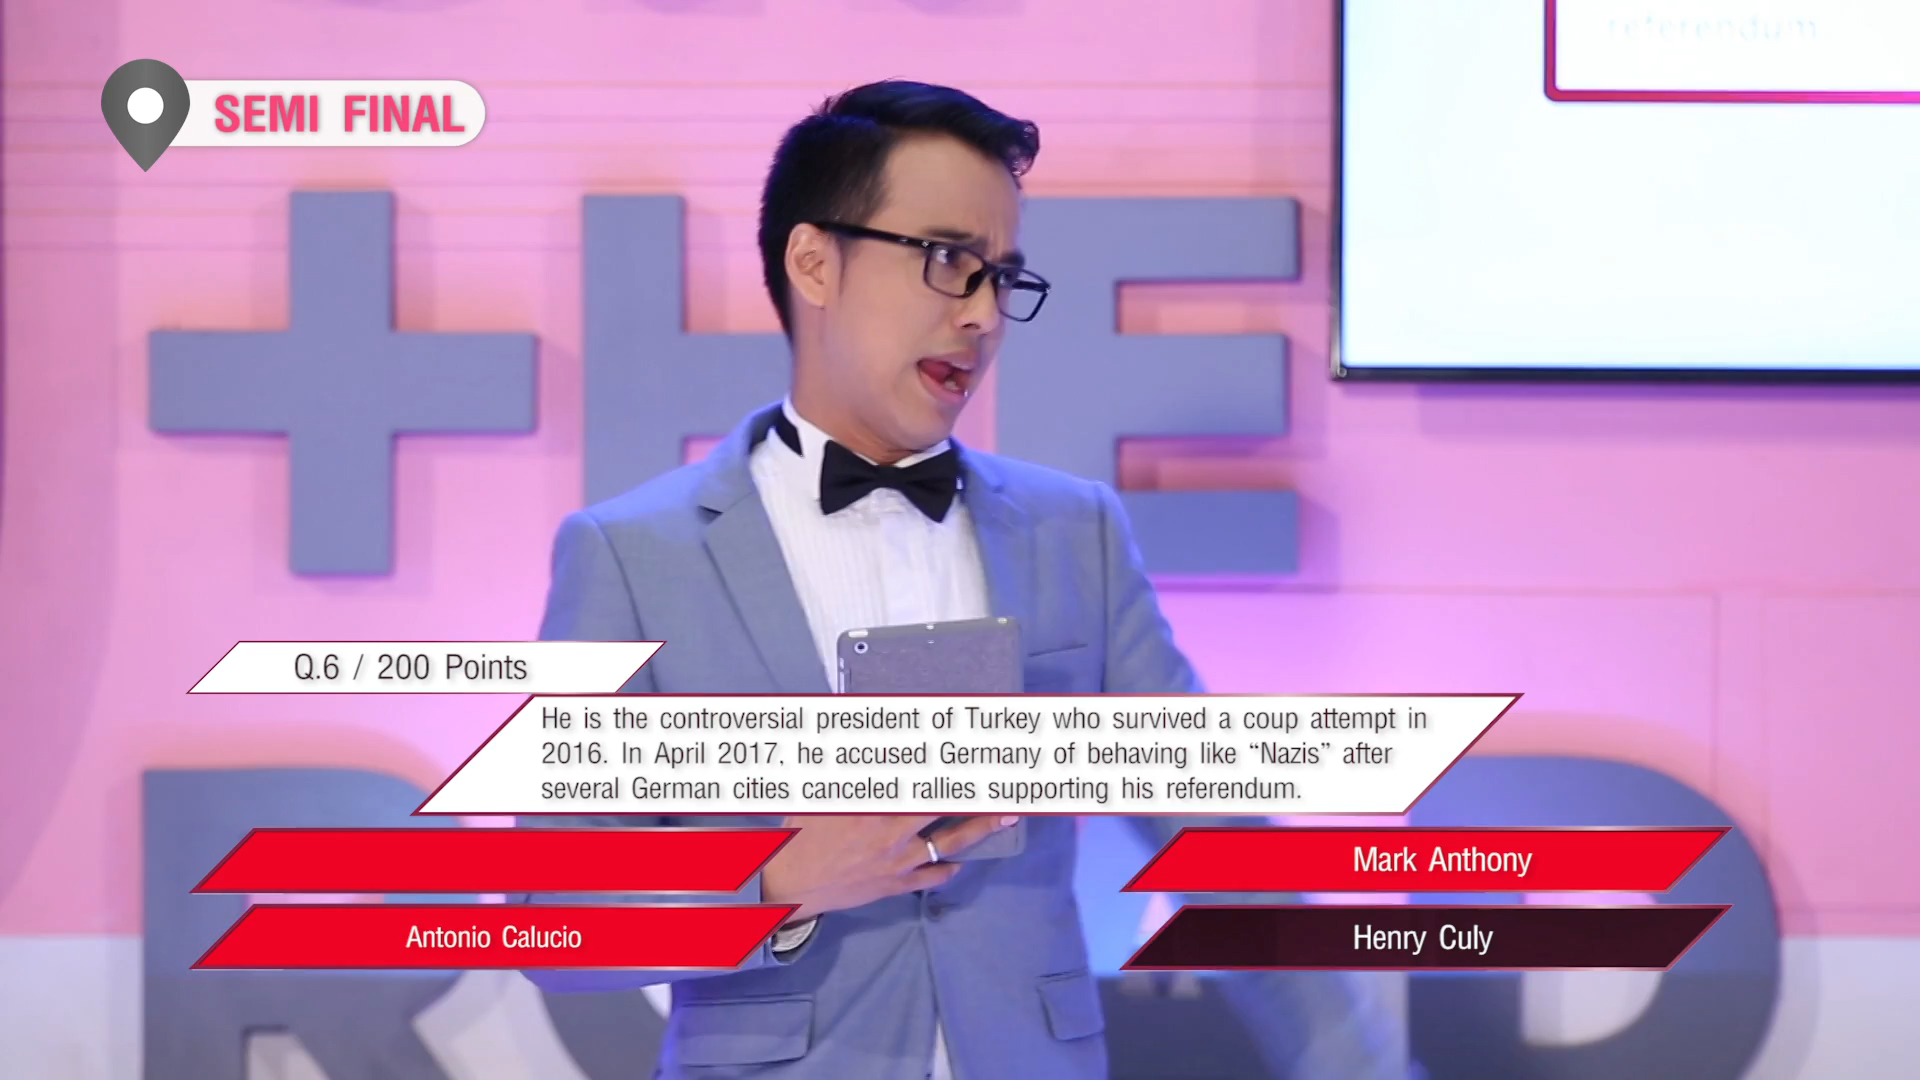 referendum.
SEMI FINAL
tHE
Q.6 / 200 Points
He is the controversial president of Turkey who survived a coup attempt in
2016. In April 2017, he accused Germany of behaving like “Nazis” after
several German cities canceled rallies supporting his referendum.
Mark Anthony
Antonio Calucio
Henry Culy